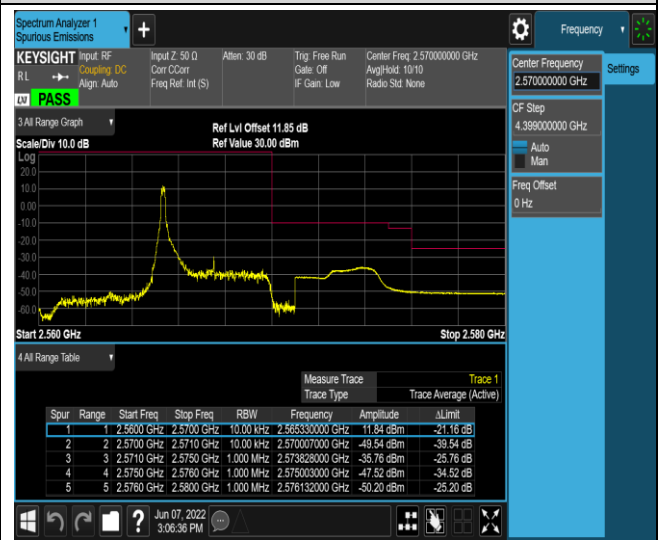 Spectrum Analyzer 1
Spurious Emissions
Frequency
KEYSIGHT
RL
Input: RF
Coupling: DC
Align: Auto
Input Z: 50 Ω
Corr CCorr
Freq Ref: Int (S)
Atten: 30 dB
Trig: Free Run
Gate: Off
IF Gain: Low
Center Freq: 2.570000000 GHz
Avg|Hold: 10/10
Radio Std: None
LXI PASS
Center Frequency
2.570000000 GHz
Settings
CF Step
4.399000000 GHz
Auto
Man
Freq Offset
0 Hz
3 All Range Graph
Scale/Div 10.0 dB
Ref Lvl Offset 11.85 dB
Ref Value 30.00 dBm
Log
20.0
10.0
0.00
-10.0
-20.0
-30.0
-40.0
-50.0
-60.0
Start 2.560 GHz
Stop 2.580 GHz
4 All Range Table
Measure Trace Trace 1
Trace Type Trace Average (Active)
Spur Range Start Freq Stop Freq RBW Frequency Amplitude ΔLimit
1 1 2.5600 GHz 2.5700 GHz 10.00 kHz 2.565330000 GHz 11.84 dBm -21.16 dB
2 2 2.5700 GHz 2.5710 GHz 10.00 kHz 2.570007000 GHz -49.54 dBm -39.54 dB
3 3 2.5710 GHz 2.5750 GHz 1.000 MHz 2.573828000 GHz -35.76 dBm -25.76 dB
4 4 2.5750 GHz 2.5760 GHz 1.000 MHz 2.575003000 GHz -47.52 dBm -34.52 dB
5 5 2.5760 GHz 2.5800 GHz 1.000 MHz 2.576132000 GHz -50.20 dBm -25.20 dB
Jun 07, 2022
3:06:36 PM